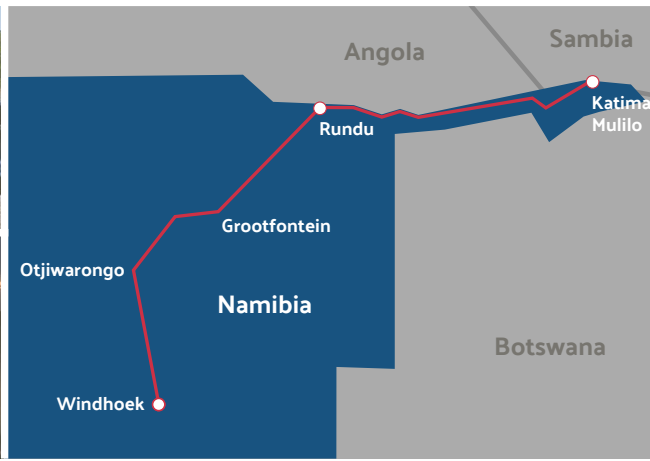 Angola
Sambia
Katima
Mulilo
Rundu
Grootfontein
Otjiwarongo
Namibia
Botswana
Windhoek